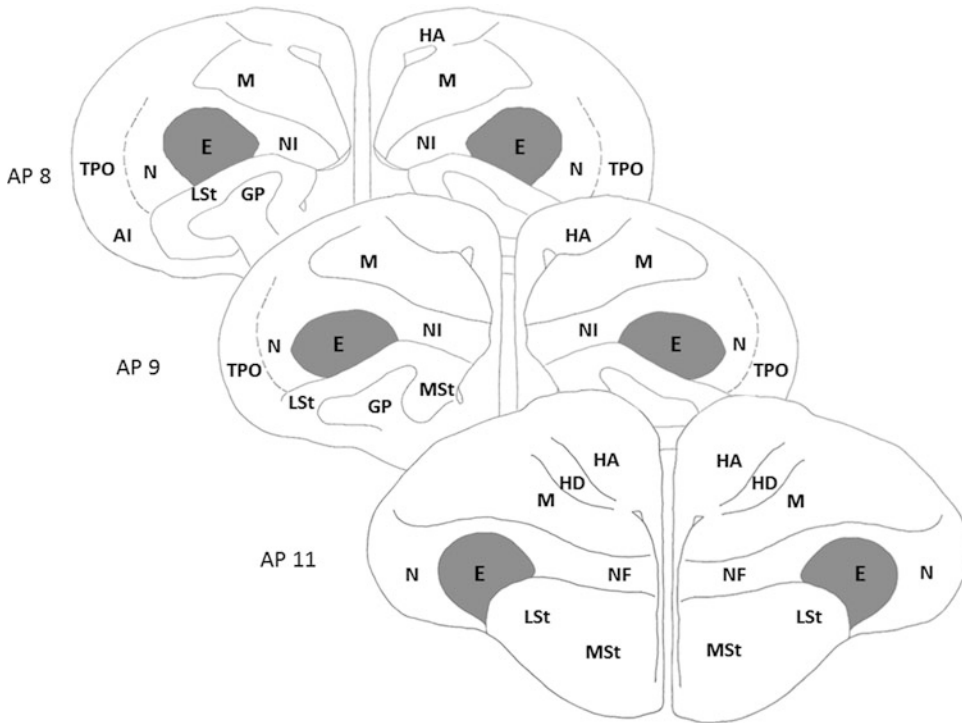 HA
M M
E NI NI E
TPO N N TPO
AP 8
LSt GP
AI
M HA M
N E NI NI E N
AP 9
TPO TPO
LSt GP MSt
HA HA
HD HD
M M
AP 11
N E NF NF E N
LSt LSt
MSt MSt